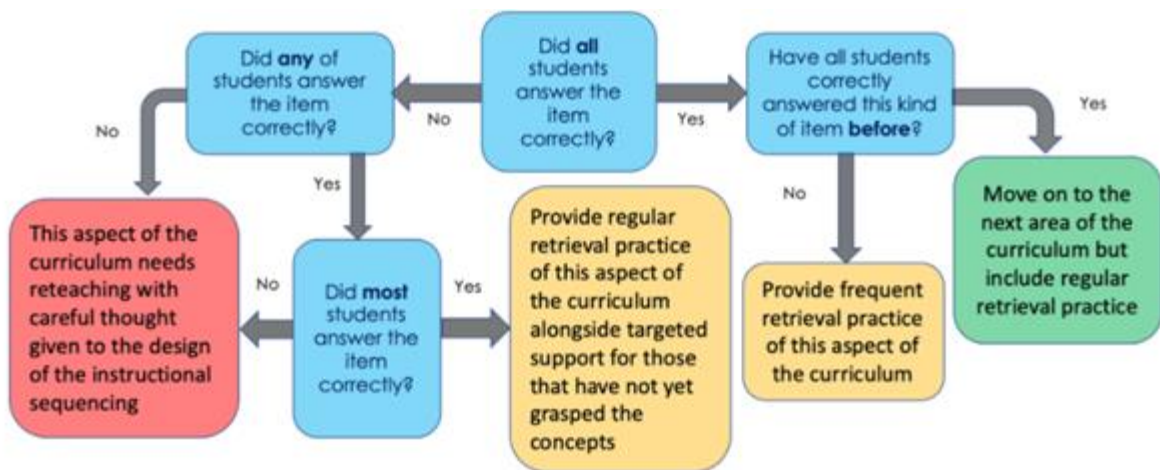 Did any of
students answer
the item
correctly?
Did all
students
answer the
item
correctly?
Have all students
correctly
answered this kind
of item before?
No
No
Yes
Yes
Yes
No
This aspect of the
curriculum needs
reteaching with
careful thought
given to the design
of the instructional
sequencing
No
Did most
students
answer the
item
correctly?
Yes
Provide regular
retrieval practice
of this aspect of
the curriculum
alongside targeted
support for those
that have not yet
grasped the
concepts
Provide frequent
retrieval practice
of this aspect of
the curriculum
Move on to the
next area of the
curriculum but
include regular
retrieval practice